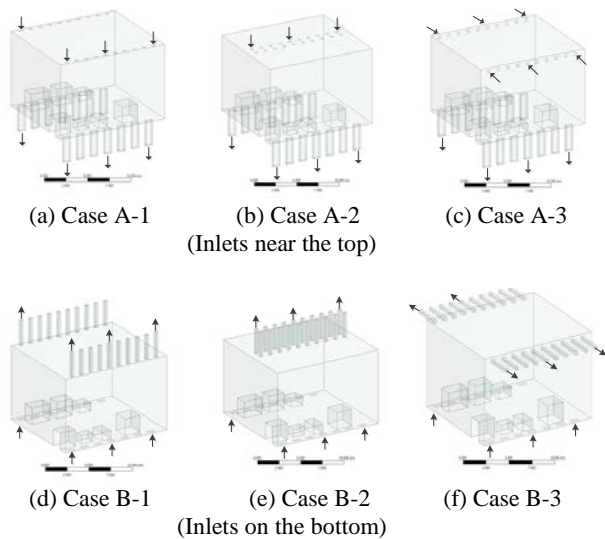 (a) Case A-1 (b) Case A-2 (c) Case A-3
(Inlets near the top)
(d) Case B-1 (e) Case B-2 (f) Case B-3
(Inlets on the bottom)